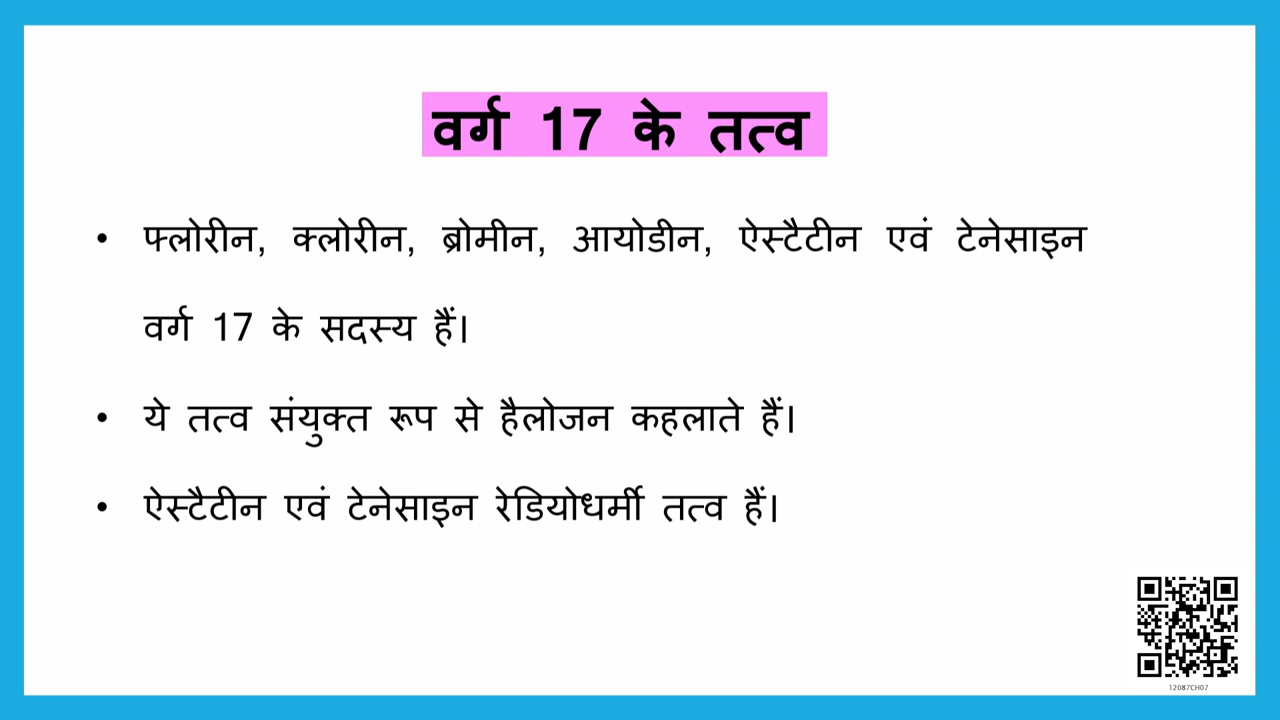 वर्ग 17 के तत्व
• फ्लोरीन, क्लोरीन, ब्रोमीन, आयोडीन, ऐस्टैटीन एवं टेनेसाइन
वर्ग 17 के सदस्य हैं।
• ये तत्व संयुक्त रूप से हैलोजन कहलाते हैं।
• ऐस्टैटीन एवं टेनेसाइन रेडियोधर्मी तत्व हैं।
12087CH07